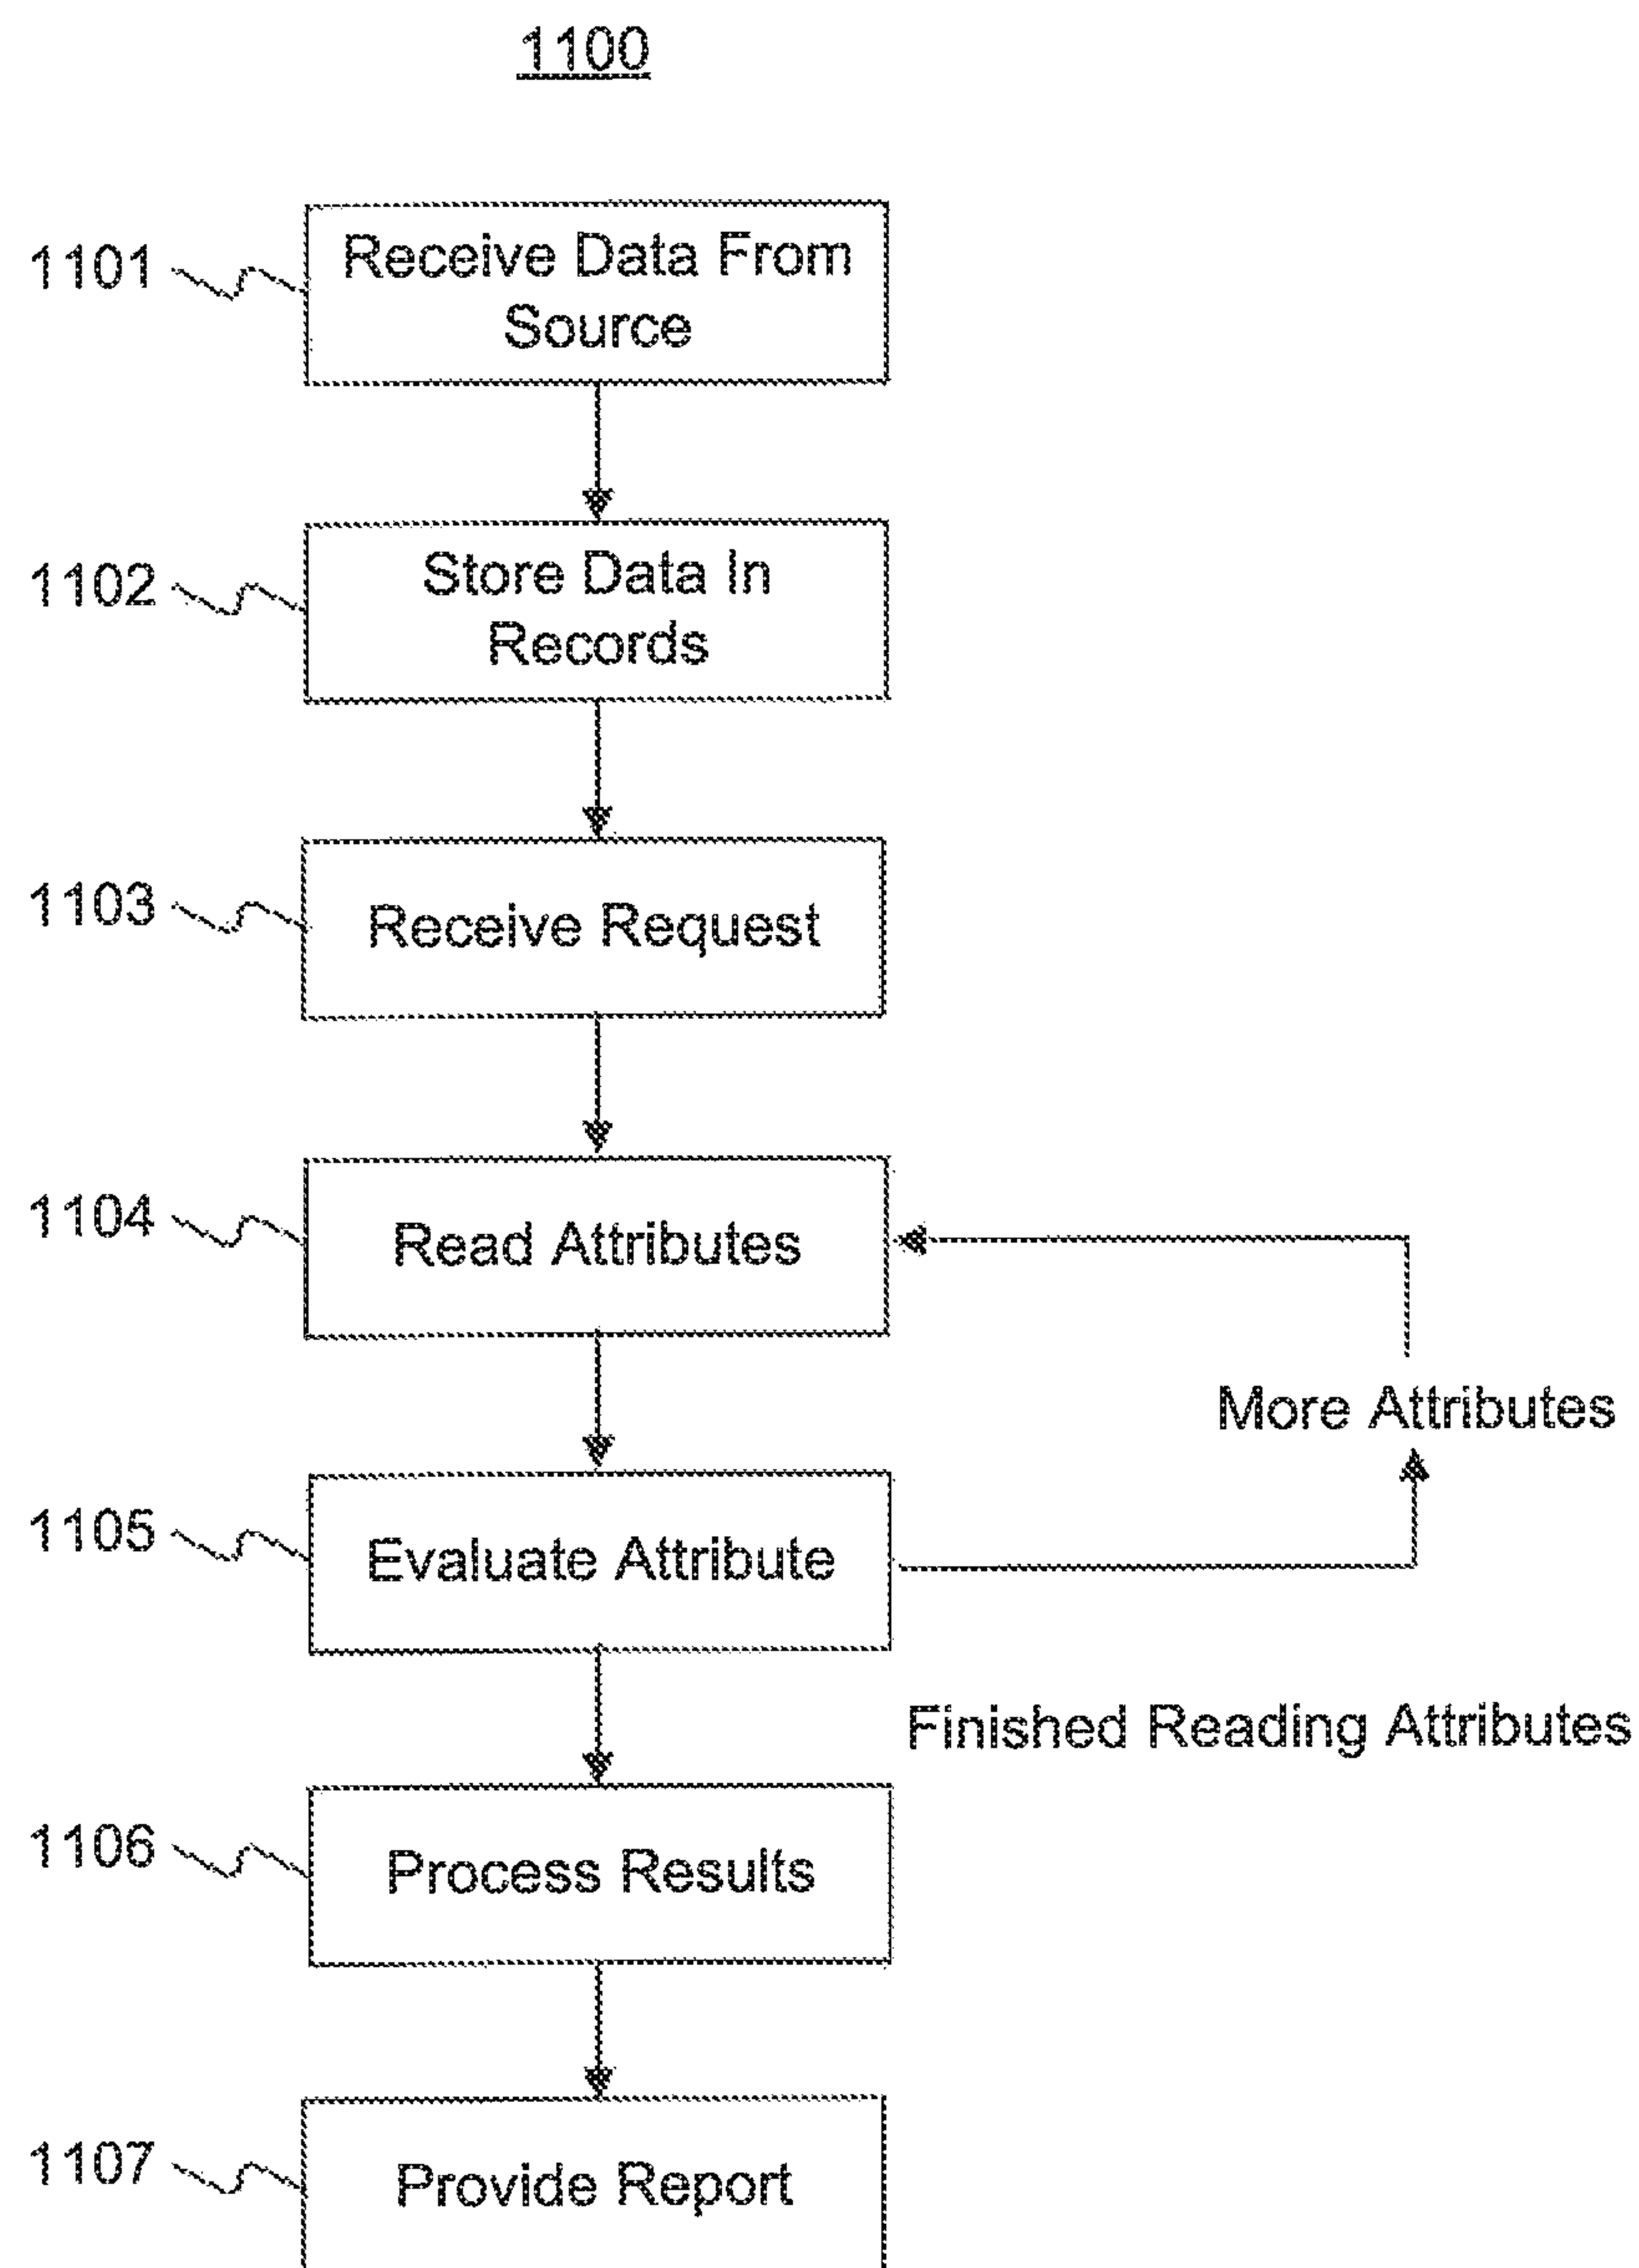 1100
1101
Receive Data From
Source
1102
Store Data In
Records
1103
Receive Request
1104
Read Attributes
More Attributes
1105
Evaluate Attribute
Finished Reading Attributes
1106
Process Results
1107
Provide Report